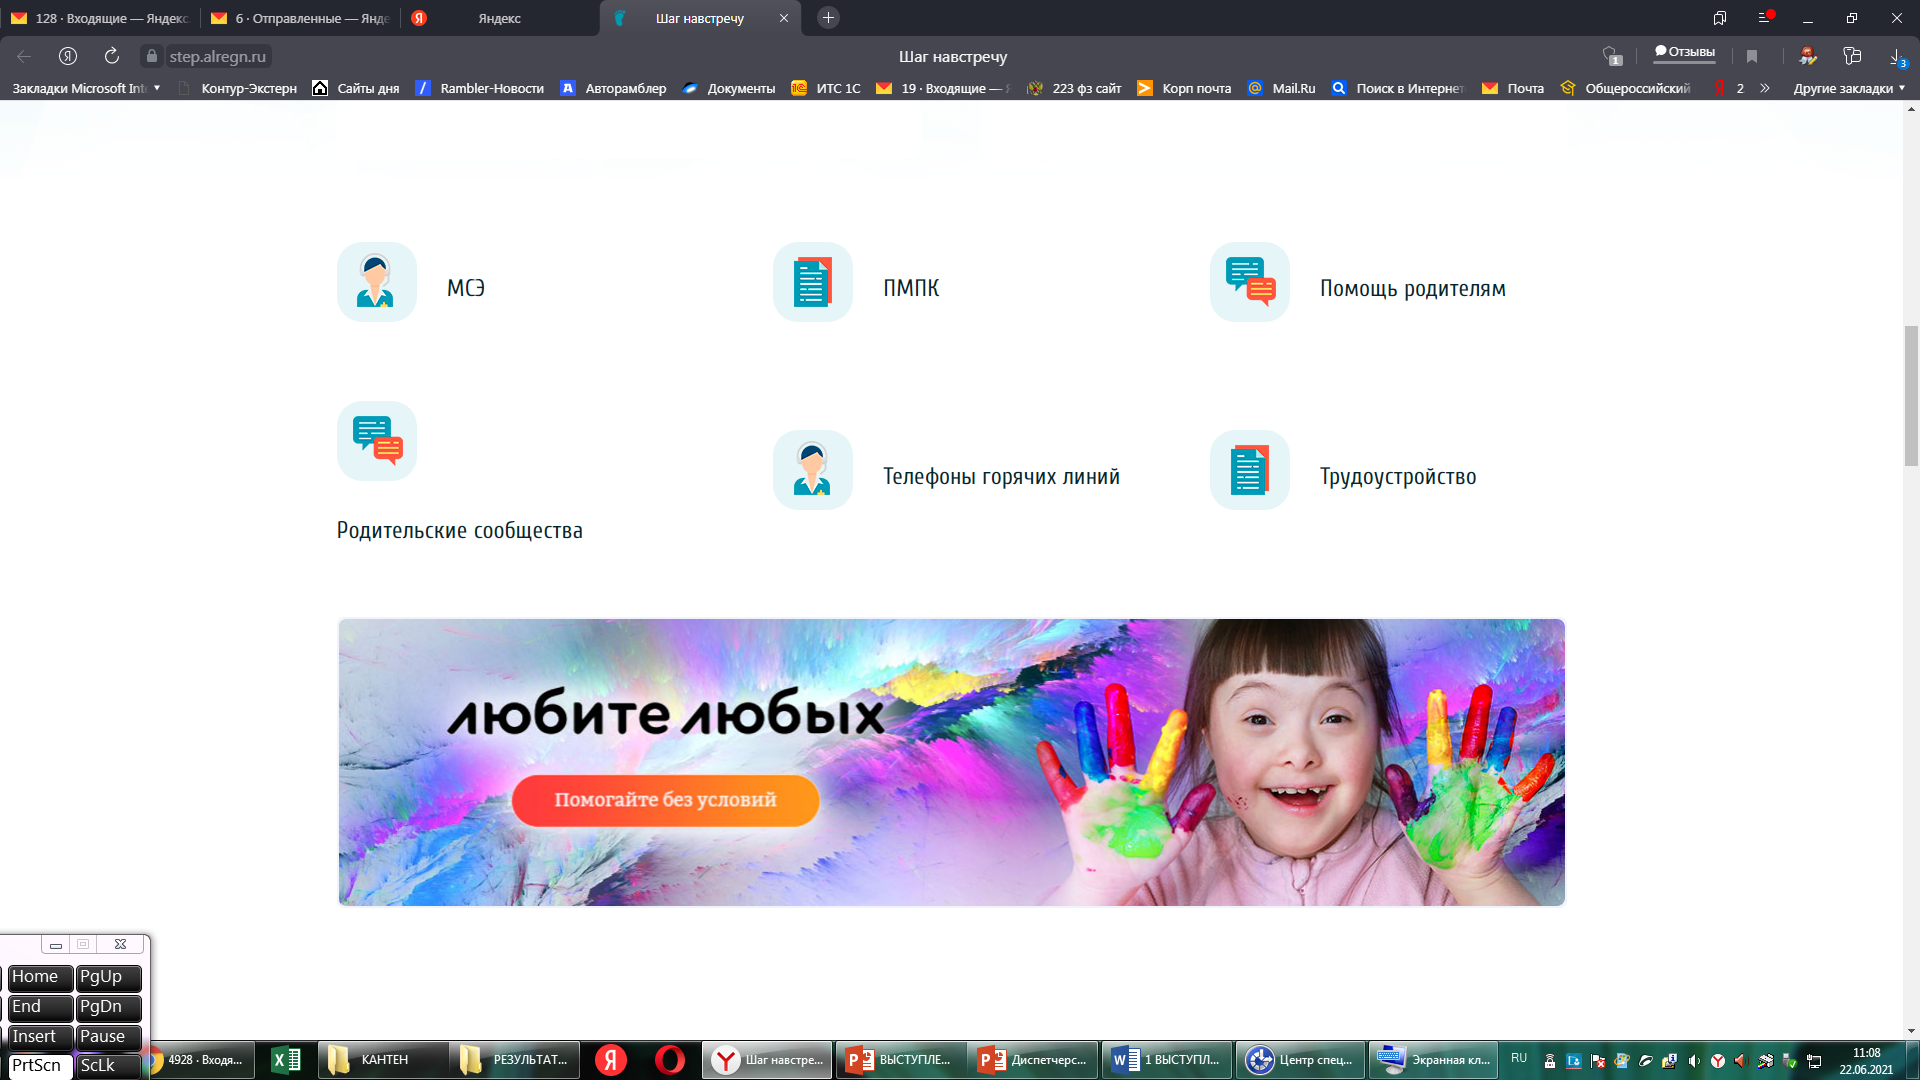 128 · Входящие — Яндекс
6 · Отправленные — Янде
Яндекс
Шаг навстречу
step.alregn.ru
Шаг навстречу
1
Отзывы
3
Закладки Microsoft Int
Контур-Экстерн
Сайты дня
Rambler-Новости
Авторамблер
Документы
ИТС 1С
19 · Входящие — Я
223 фз сайт
Корп почта
Mail.Ru
Поиск в Интернет
Почта
Общероссийский
2
Другие закладки
МСЭ
ПМПК
Помощь родителям
Родительские сообщества
Телефоны горячих линий
Трудоустройство
любите любых
Помогайте без условий
Home
PgUp
End
PgDn
Insert
Pause
PrtScn
ScLk
4928 · Входя...
КАНТЕН
РЕЗУЛЬТАТ...
Шаг навстре...
ВЫСТУПЛЕ...
Диспетчерс...
1 ВЫСТУПЛ...
Центр спец...
Экранная кл...
RU
11:08
22.06.2021